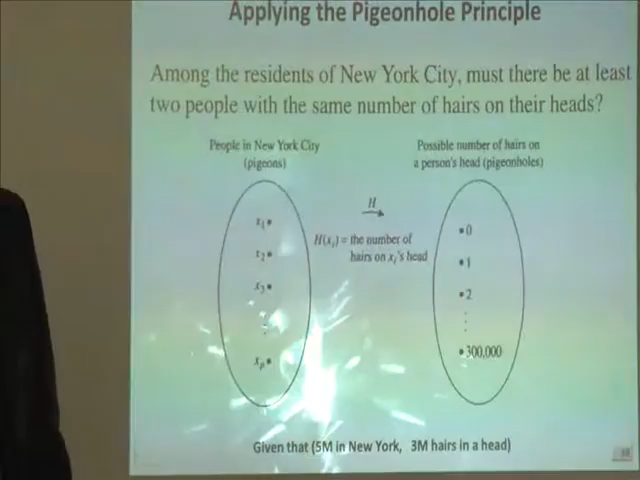 Applying the Pigeonhole Principle
Among the residents of New York City, must there be at least
two people with the same number of hairs on their heads?
People in New York City
(pigeons)
Possible number of hairs on
a person's head (pigeonholes)
H
x₁
x₂
x₃
xₚ
H(xᵢ) = the number of
hairs on xᵢ's head
0
1
2
300,000
Given that (5M in New York, 3M hairs in a head)